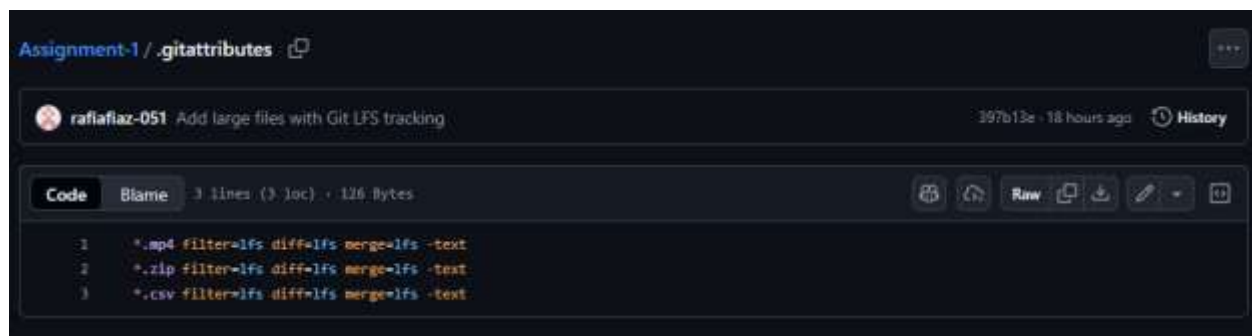 Assignment-1 / .gitattributes
rafiafiaz-051 Add large files with Git LFS tracking 397b13e · 18 hours ago History
Code Blame 3 lines (3 loc) · 126 Bytes Raw
1 *.mp4 filter=lfs diff=lfs merge=lfs -text
2 *.zip filter=lfs diff=lfs merge=lfs -text
3 *.csv filter=lfs diff=lfs merge=lfs -text